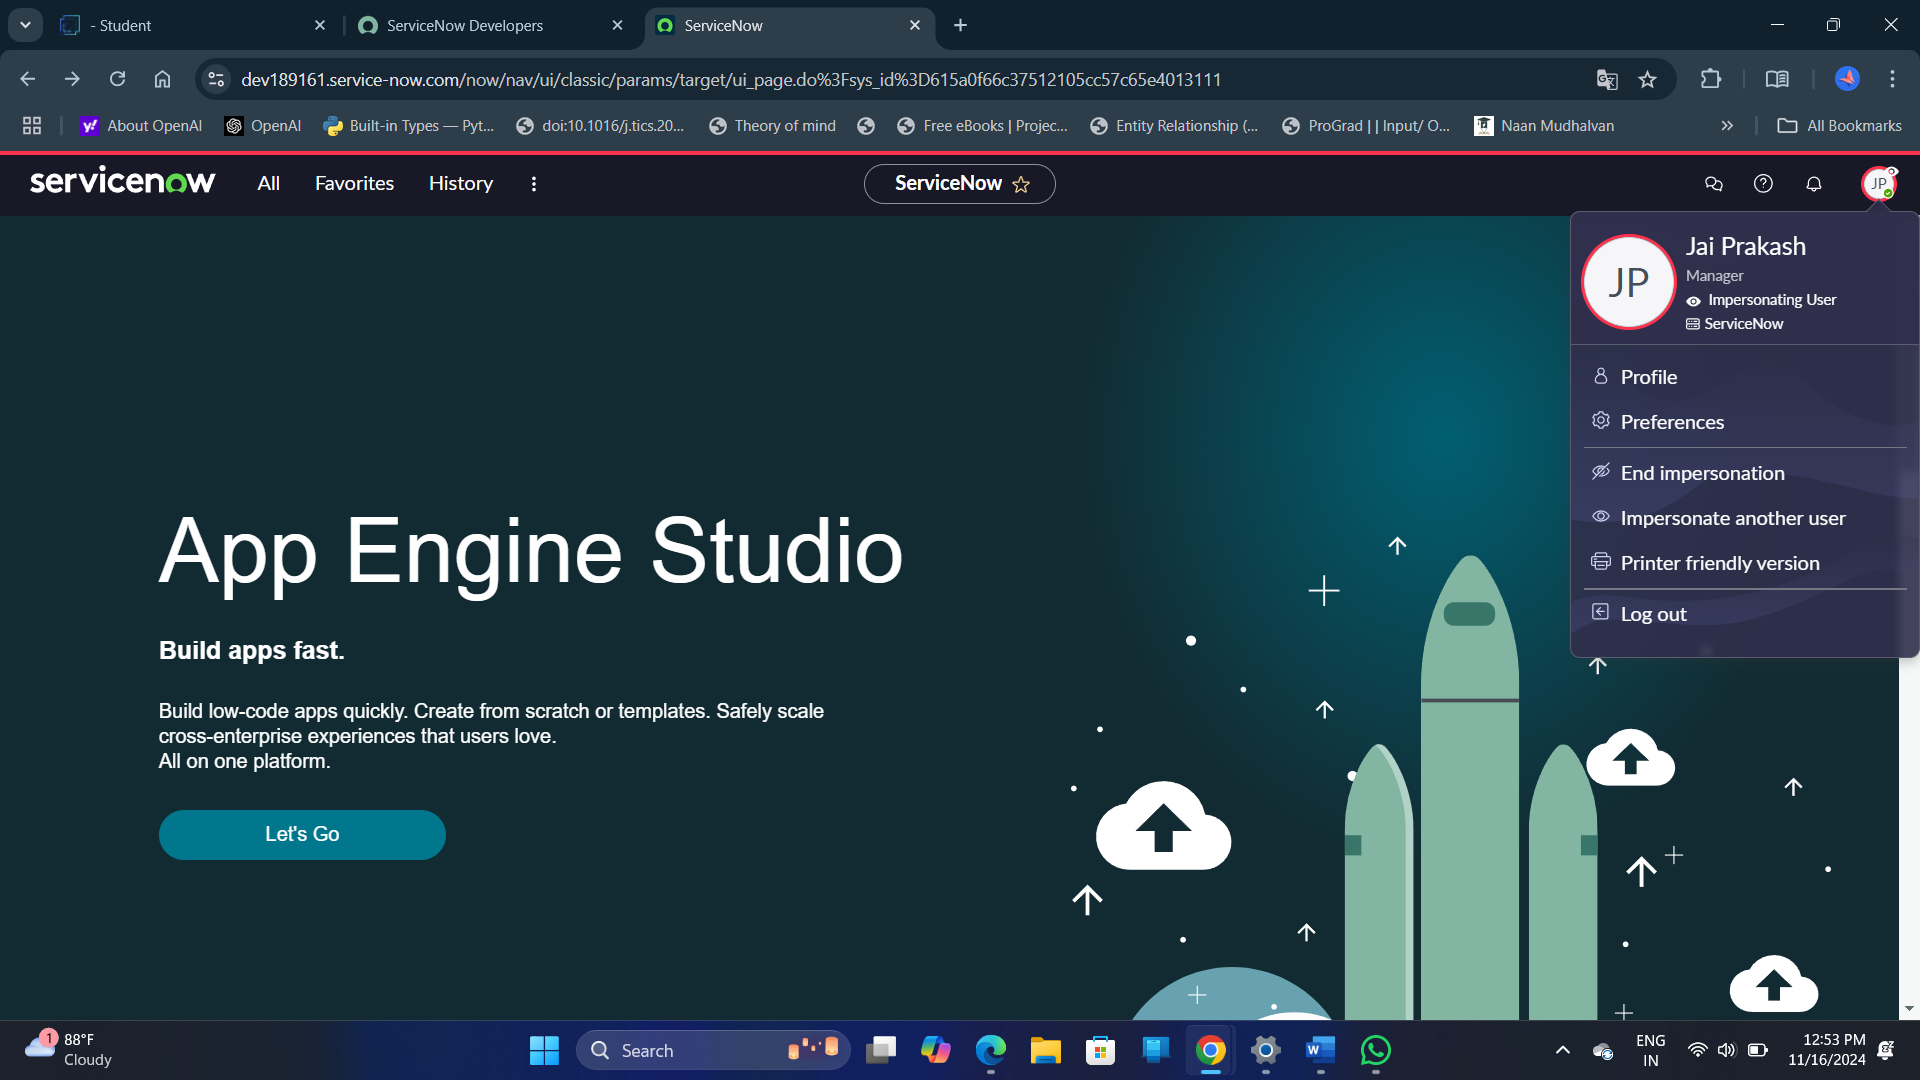 - Student
ServiceNow Developers
ServiceNow
dev189161.service-now.com/now/nav/ui/classic/params/target/ui_page.do%3Fsys_id%3D615a0f66c37512105cc57c65e4013111
About OpenAI
OpenAI
Built-in Types — Pyt...
doi:10.1016/j.tics.20...
Theory of mind
Free eBooks | Projec...
Entity Relationship (...
ProGrad | | Input/ O...
Naan Mudhalvan
All Bookmarks
servicenow
All
Favorites
History
ServiceNow
JP
JP
Jai Prakash
Manager
Impersonating User
ServiceNow
Profile
Preferences
End impersonation
Impersonate another user
Printer friendly version
Log out
App Engine Studio
Build apps fast.
Build low-code apps quickly. Create from scratch or templates. Safely scale
cross-enterprise experiences that users love.
All on one platform.
Let's Go
1
88°F
Cloudy
Search
ENG
IN
12:53 PM
11/16/2024